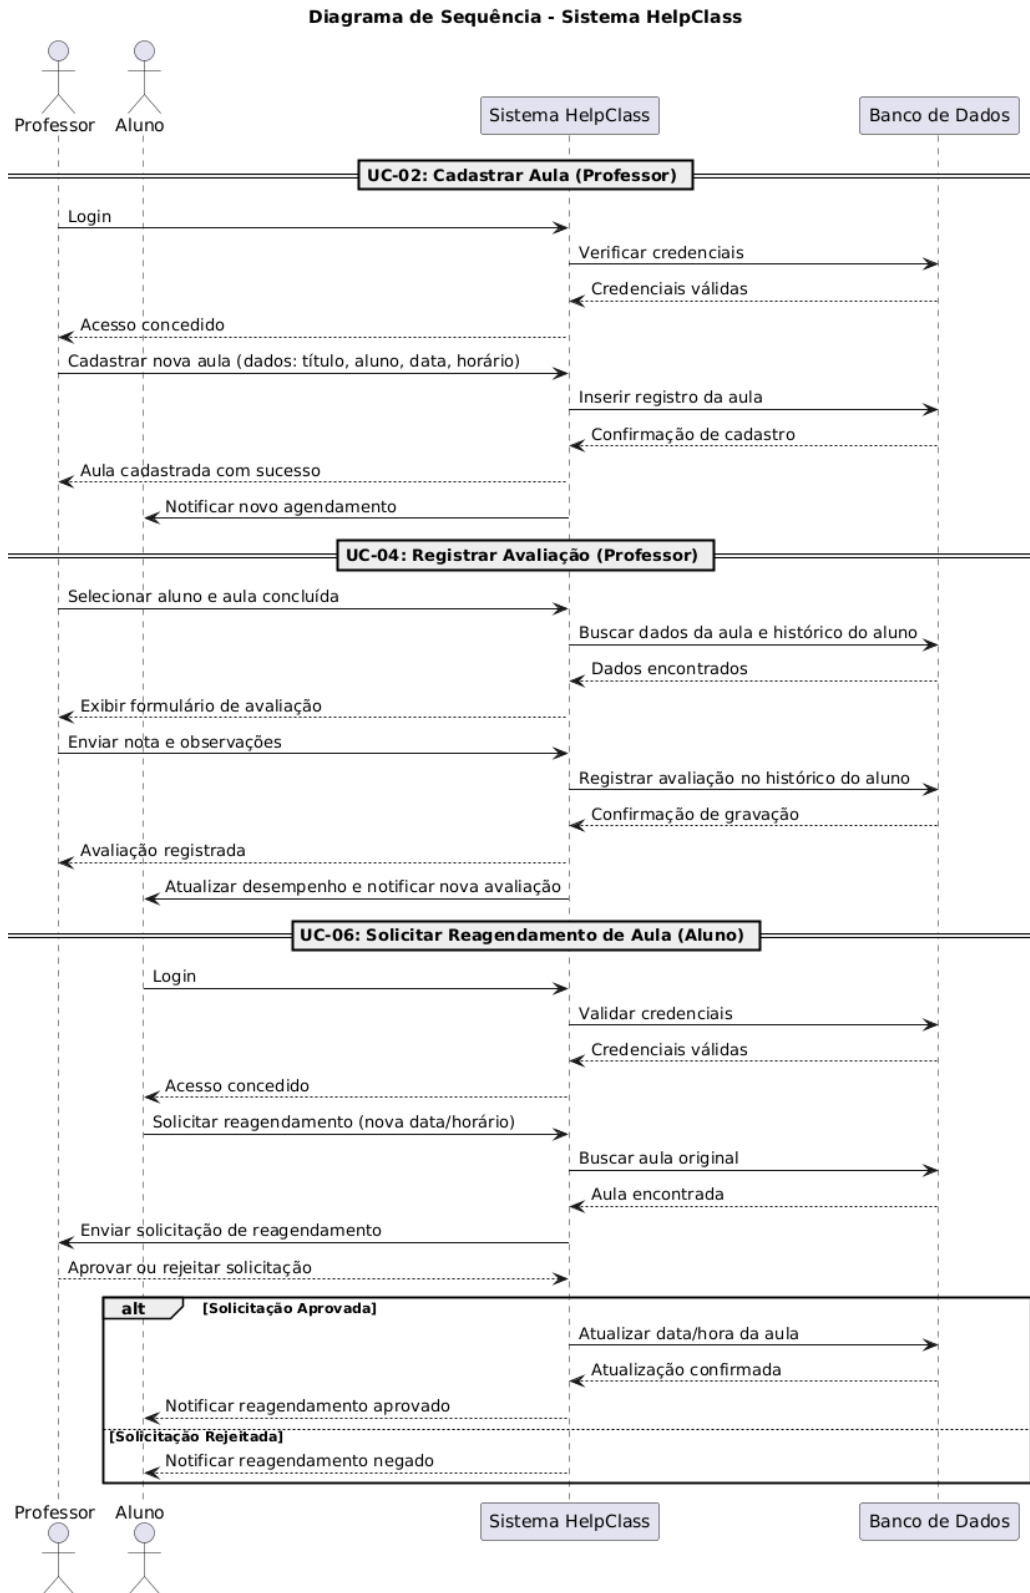 Diagrama de Sequência - Sistema HelpClass
Professor
Aluno
Sistema HelpClass
Banco de Dados
UC-02: Cadastrar Aula (Professor)
Login
Verificar credenciais
Credenciais válidas
Acesso concedido
Cadastrar nova aula (dados: título, aluno, data, horário)
Inserir registro da aula
Confirmação de cadastro
Aula cadastrada com sucesso
Notificar novo agendamento
UC-04: Registrar Avaliação (Professor)
Selecionar aluno e aula concluída
Buscar dados da aula e histórico do aluno
Dados encontrados
Exibir formulário de avaliação
Enviar nota e observações
Registrar avaliação no histórico do aluno
Confirmação de gravação
Avaliação registrada
Atualizar desempenho e notificar nova avaliação
UC-06: Solicitar Reagendamento de Aula (Aluno)
Login
Validar credenciais
Credenciais válidas
Acesso concedido
Solicitar reagendamento (nova data/horário)
Buscar aula original
Aula encontrada
Enviar solicitação de reagendamento
Aprovar ou rejeitar solicitação
alt [Solicitação Aprovada]
Atualizar data/hora da aula
Atualização confirmada
Notificar reagendamento aprovado
[Solicitação Rejeitada]
Notificar reagendamento negado
Professor
Aluno
Sistema HelpClass
Banco de Dados